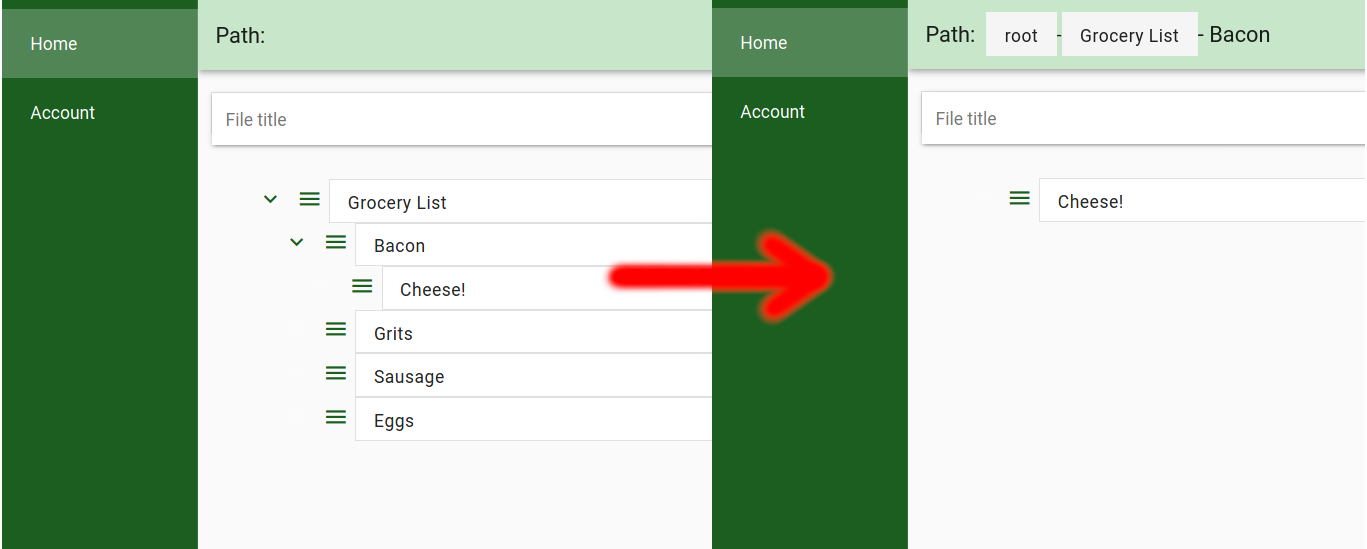 Home
Account
Path:
File title
Grocery List
Bacon
Cheese!
Grits
Sausage
Eggs
Home
Account
Path: root - Grocery List - Bacon
File title
Cheese!